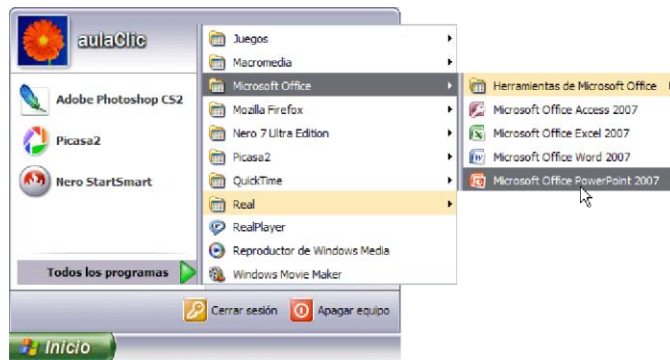 aulaClic
Adobe Photoshop CS2
Picasa2
Nero StartSmart
Todos los programas
Juegos
Macromedia
Microsoft Office
Mozilla Firefox
Nero 7 Ultra Edition
Picasa2
QuickTime
Real
RealPlayer
Reproductor de Windows Media
Windows Movie Maker
Herramientas de Microsoft Office
Microsoft Office Access 2007
Microsoft Office Excel 2007
Microsoft Office Word 2007
Microsoft Office PowerPoint 2007
Cerrar sesión
Apagar equipo
Inicio